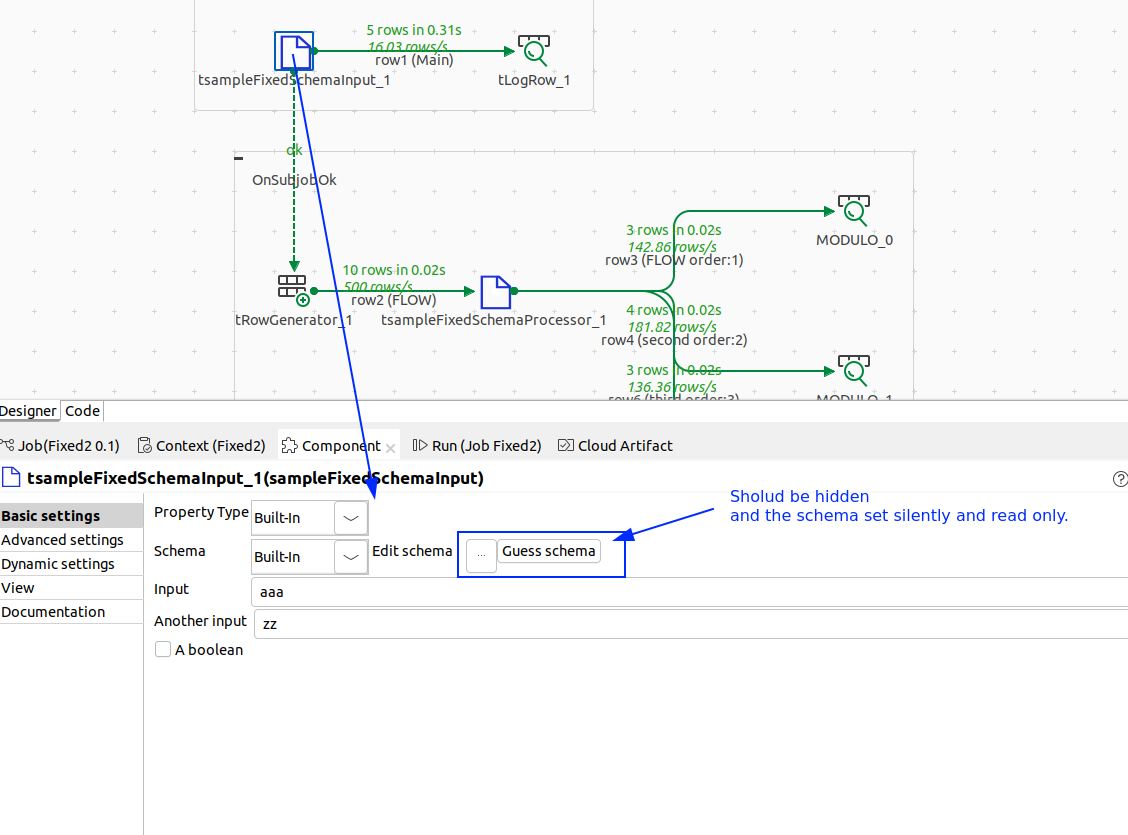 5 rows in 0.31s
16.03 rows/s
row1 (Main)
tsampleFixedSchemaInput_1
tLogRow_1
ok
OnSubjobOk
3 rows in 0.02s
142.86 rows/s
row3 (FLOW order:1)
MODULO_0
10 rows in 0.02s
500 rows/s
row2 (FLOW)
tRowGenerator_1
tsampleFixedSchemaProcessor_1
4 rows in 0.02s
181.82 rows/s
row4 (second order:2)
3 rows in 0.02s
136.36 rows/s
row6 (third order:3)
MODULO_1
Designer Code
Job(Fixed2 0.1) Context (Fixed2) Component Run (Job Fixed2) Cloud Artifact
tsampleFixedSchemaInput_1(sampleFixedSchemaInput)
Sholud be hidden
and the schema set silently and read only.
Basic settings
Advanced settings
Dynamic settings
View
Documentation
Property Type Built-In
Schema Built-In Edit schema ... Guess schema
Input aaa
Another input zz
A boolean